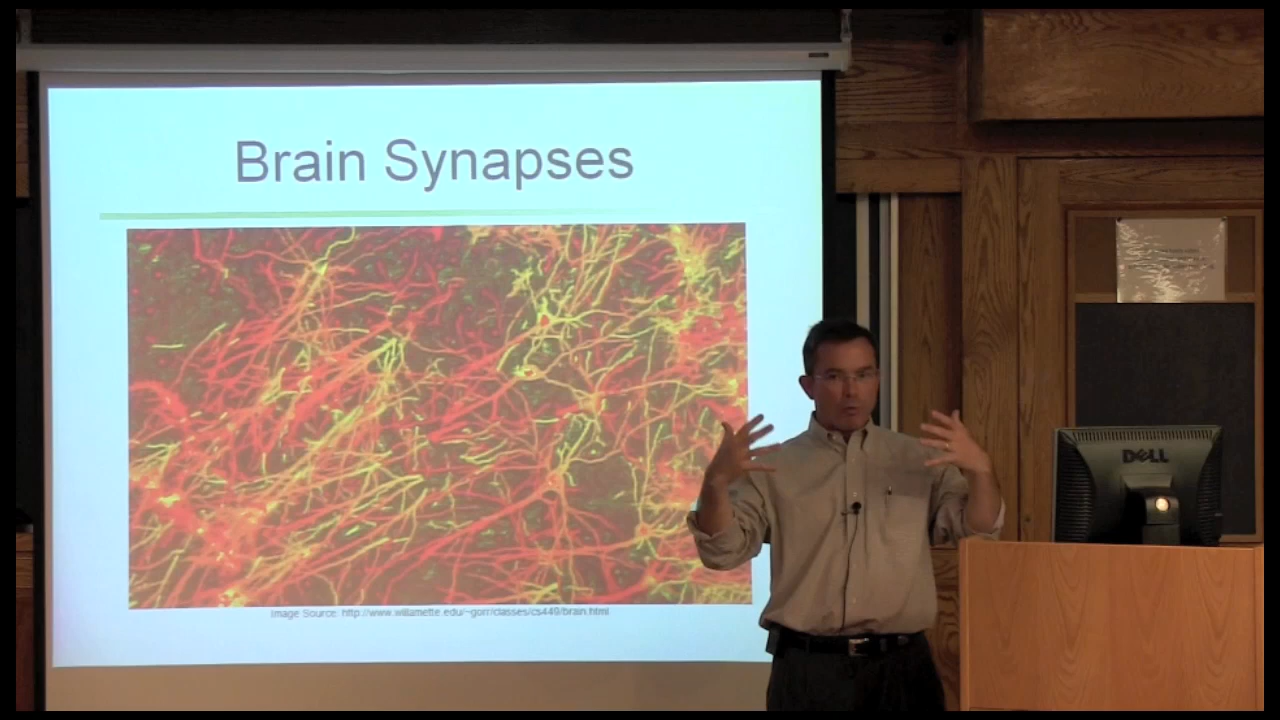 Brain Synapses
Image Source: http://www.willamette.edu/~gorr/classes/cs449/brain.html
DELL